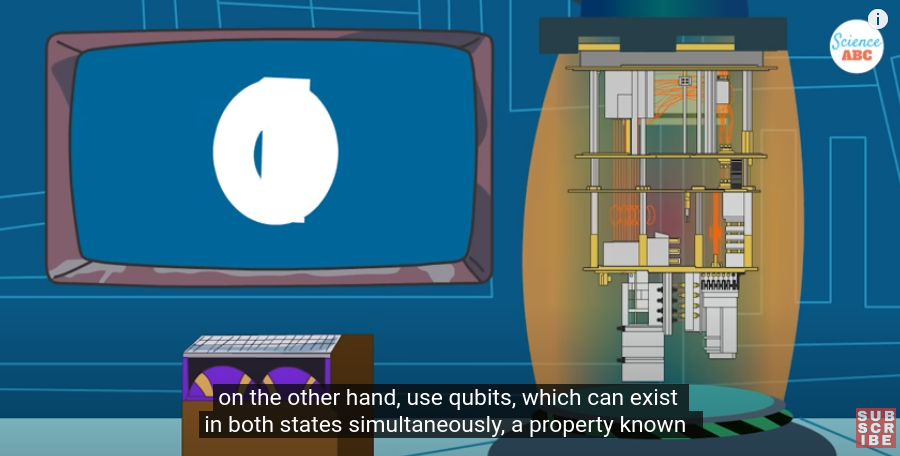 i
Science
ABC
on the other hand, use qubits, which can exist
in both states simultaneously, a property known
SUB
SCR
IBE